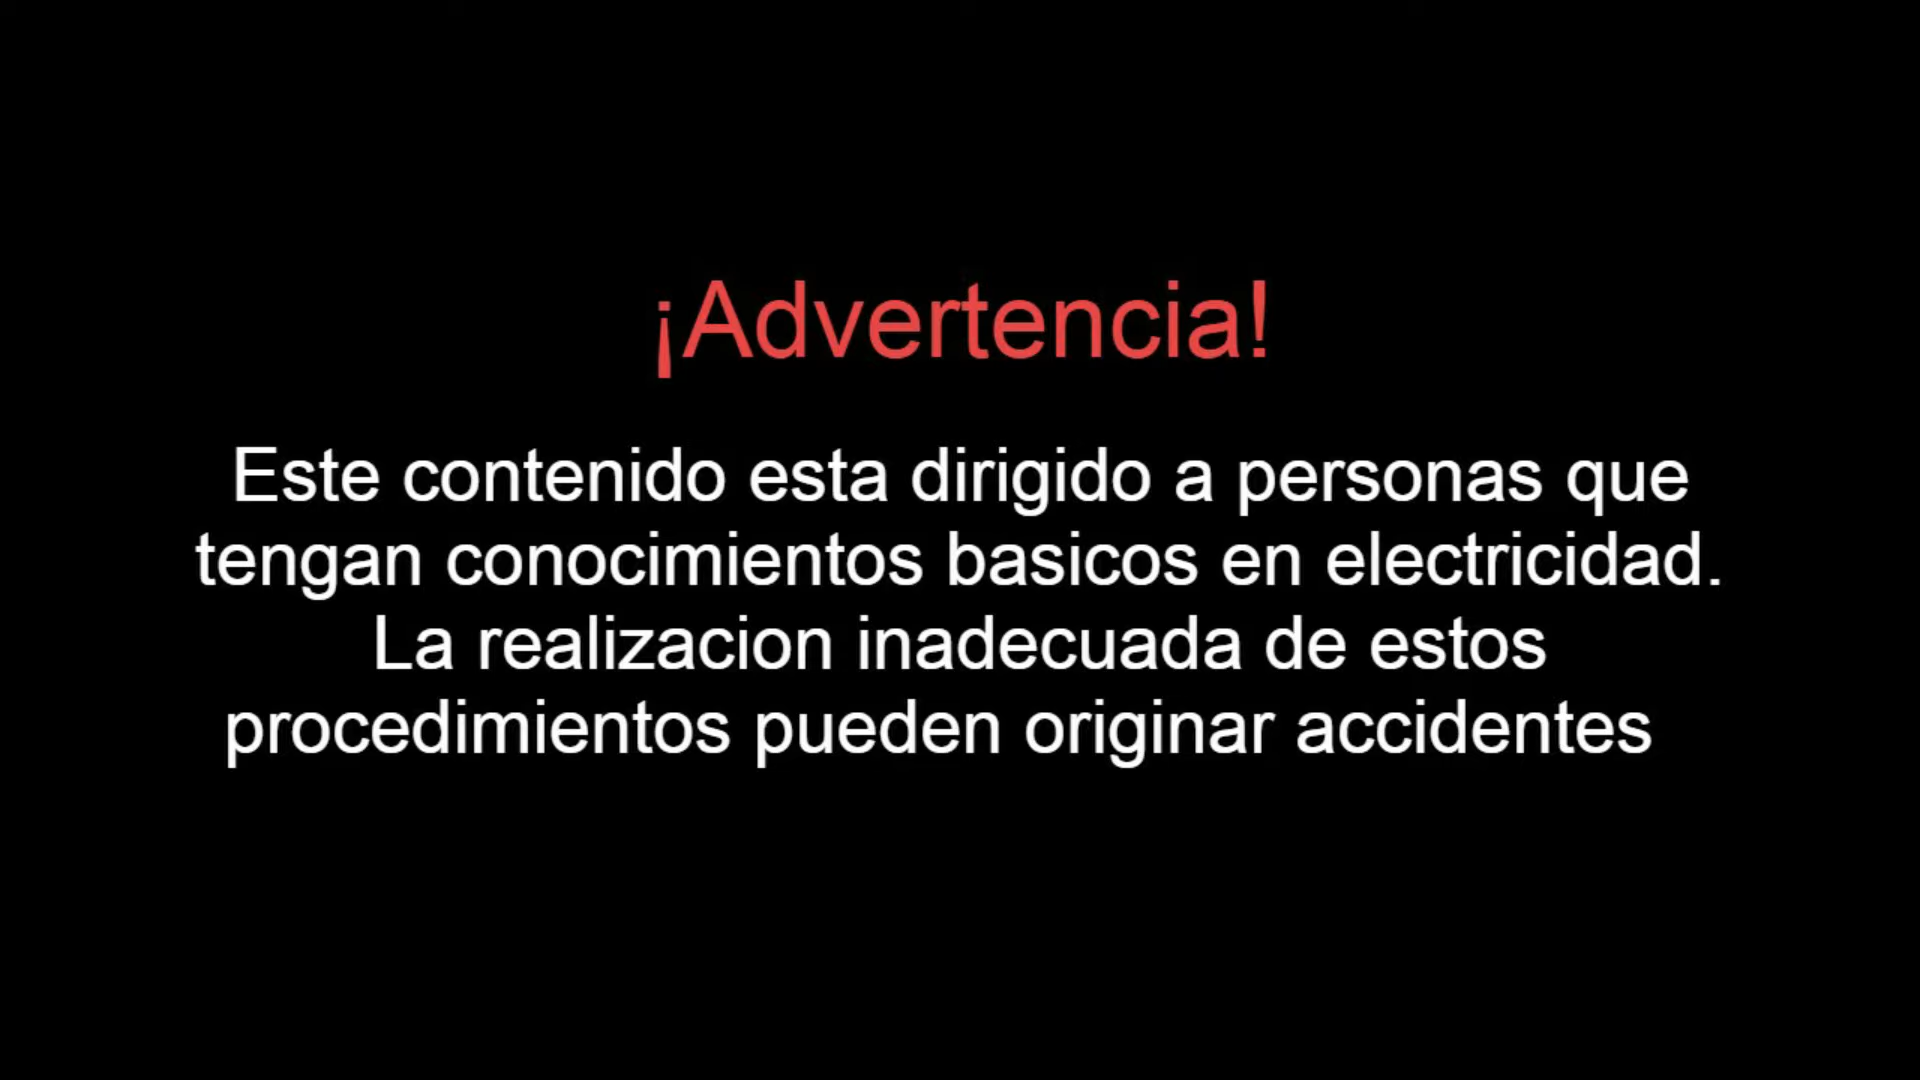 ¡Advertencia!
Este contenido esta dirigido a personas que
tengan conocimientos basicos en electricidad.
La realizacion inadecuada de estos
procedimientos pueden originar accidentes